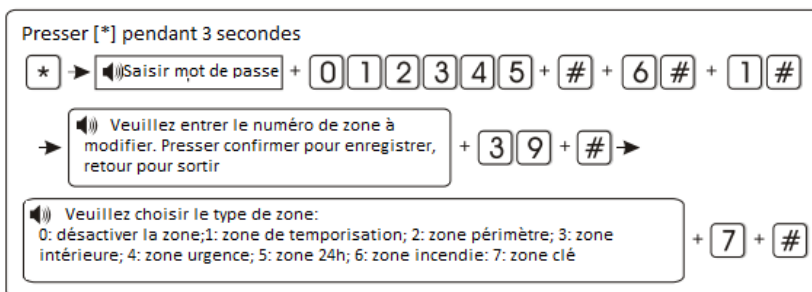 Presser [*] pendant 3 secondes
* Saisir mot de passe + 0 1 2 3 4 5 + # + 6 # + 1 #
Veuillez entrer le numéro de zone à
modifier. Presser confirmer pour enregistrer,
retour pour sortir
+ 3 9 + #
Veuillez choisir le type de zone:
0: désactiver la zone;1: zone de temporisation; 2: zone périmètre; 3: zone
intérieure; 4: zone urgence; 5: zone 24h; 6: zone incendie: 7: zone clé
+ 7 + #